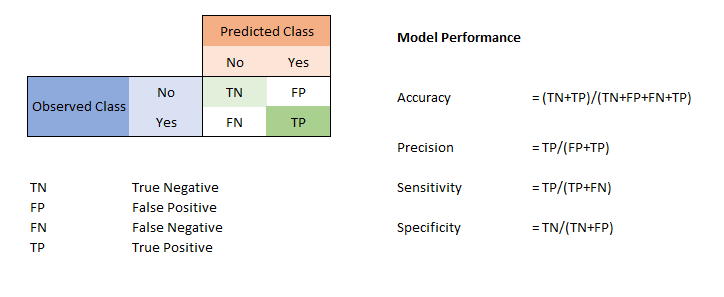 Predicted Class
Model Performance
No Yes
Observed Class No TN FP
Accuracy = (TN+TP)/(TN+FP+FN+TP)
Yes FN TP
Precision = TP/(FP+TP)
TN True Negative
Sensitivity = TP/(TP+FN)
FP False Positive
FN False Negative
Specificity = TN/(TN+FP)
TP True Positive